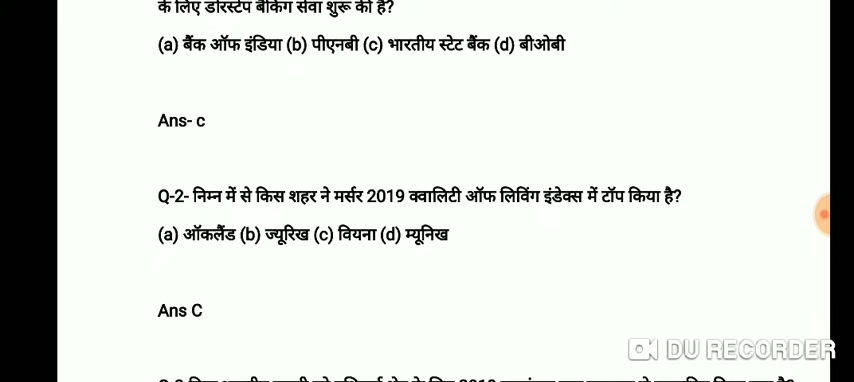 के लिए डोरस्टेप बैंकिंग सेवा शुरू की है?
(a) बैंक ऑफ इंडिया (b) पीएनबी (c) भारतीय स्टेट बैंक (d) बीओबी
Ans- c
Q-2- निम्न में से किस शहर ने मर्सर 2019 क्वालिटी ऑफ लिविंग इंडेक्स में टॉप किया है?
(a) ऑकलैंड (b) ज्यूरिख (c) वियना (d) म्यूनिख
Ans C
DU RECORDER